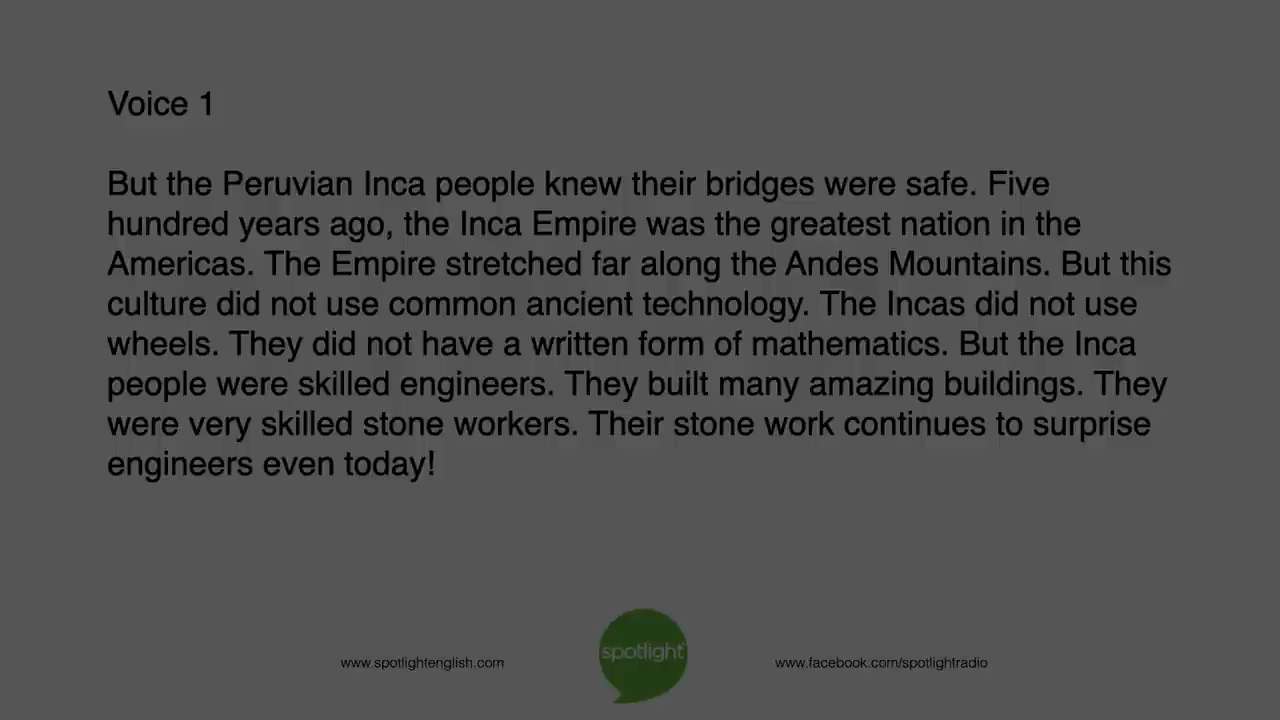 Voice 1
But the Peruvian Inca people knew their bridges were safe. Five
hundred years ago, the Inca Empire was the greatest nation in the
Americas. The Empire stretched far along the Andes Mountains. But this
culture did not use common ancient technology. The Incas did not use
wheels. They did not have a written form of mathematics. But the Inca
people were skilled engineers. They built many amazing buildings. They
were very skilled stone workers. Their stone work continues to surprise
engineers even today!
www.spotlightenglish.com
spotlight
www.facebook.com/spotlightradio